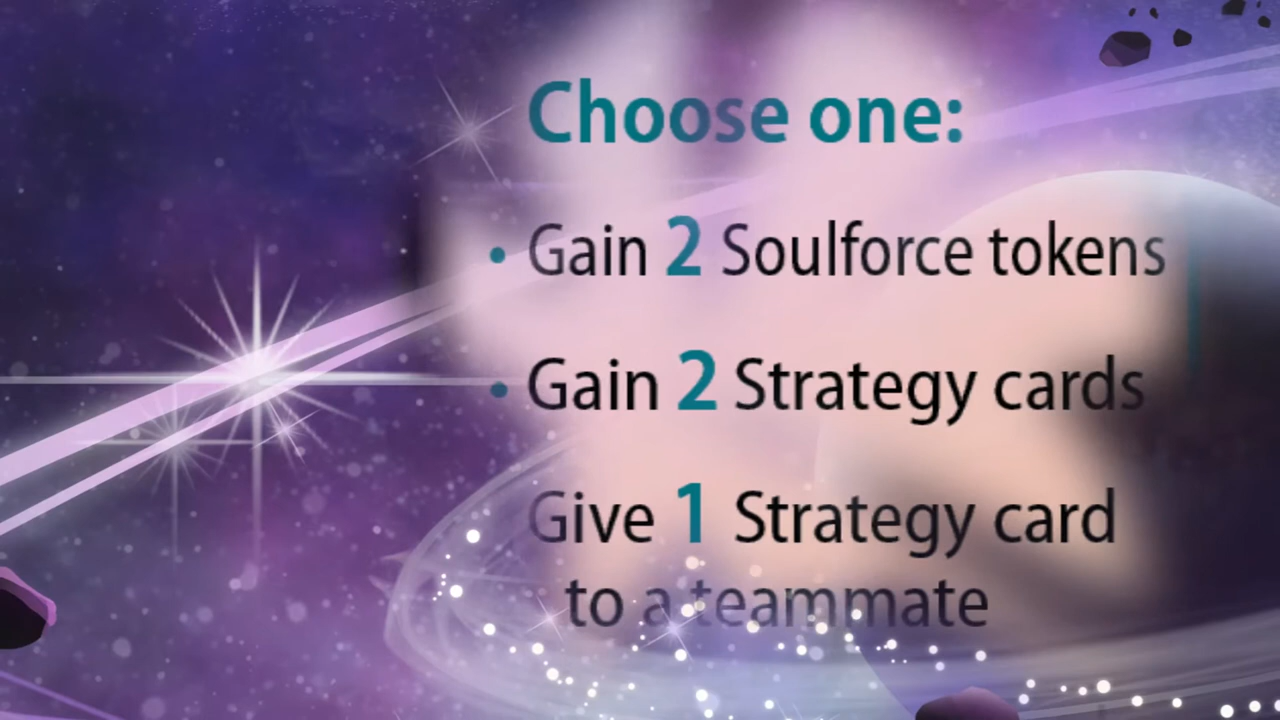 Choose one:
• Gain 2 Soulforce tokens
• Gain 2 Strategy cards
Give 1 Strategy card
to a teammate